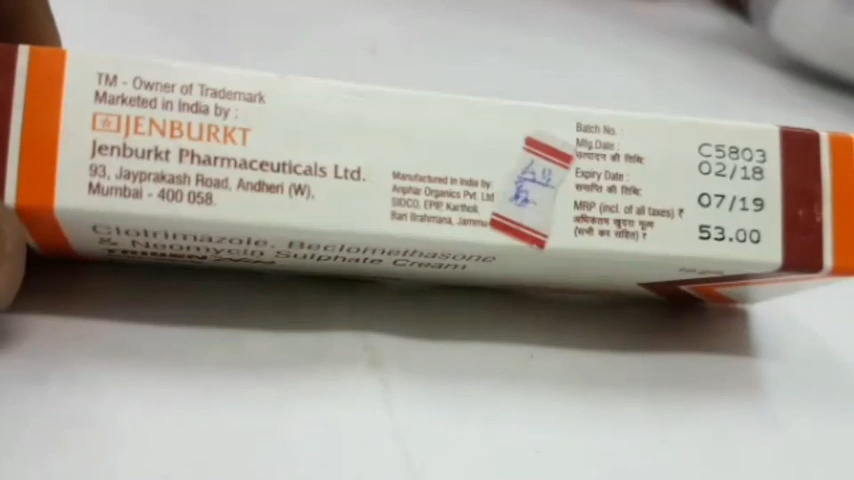 TM - Owner of Trademark
Marketed in India by :
JENBURKT
Jenburkt Pharmaceuticals Ltd.
93, Jayprakash Road, Andheri (W),
Mumbai - 400 058.
Manufactured in India by:
Anphar Organics Pvt. Ltd
SIDCO, EPIP, Kartholi,
Bari Brahmana, Jammu
Batch No. : C5803
Mfg.Date : 02/18
उत्पादन की तिथि:
Expiry Date : 07/19
समाप्ति की तिथि:
MRP (incl. of all taxes) ₹ 53.00
अधिकतम खुदरा मूल्य
(सभी कर सहित) ₹
Clotrimazole, Beclomethasone
& Neomycin Sulphate Cream